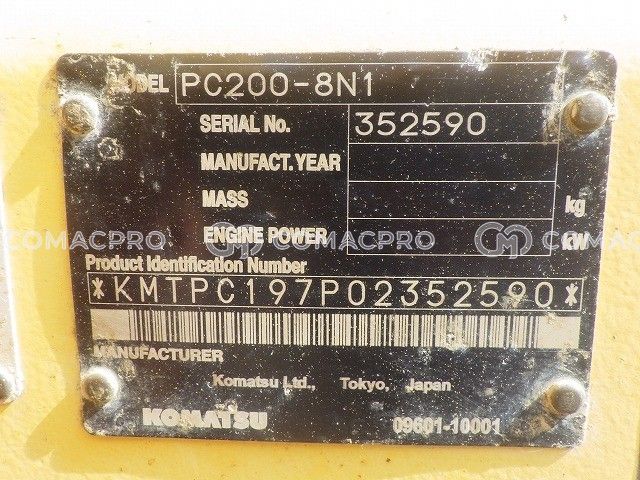 MODEL PC200-8N1
SERIAL No. 352590
MANUFACT. YEAR
MASS kg
ENGINE POWER kW
COMACPRO COMACPRO COMACPRO
Product Identification Number
*KMTPC197P02352590*
MANUFACTURER
Komatsu Ltd., Tokyo, Japan
KOMATSU 09601-10001